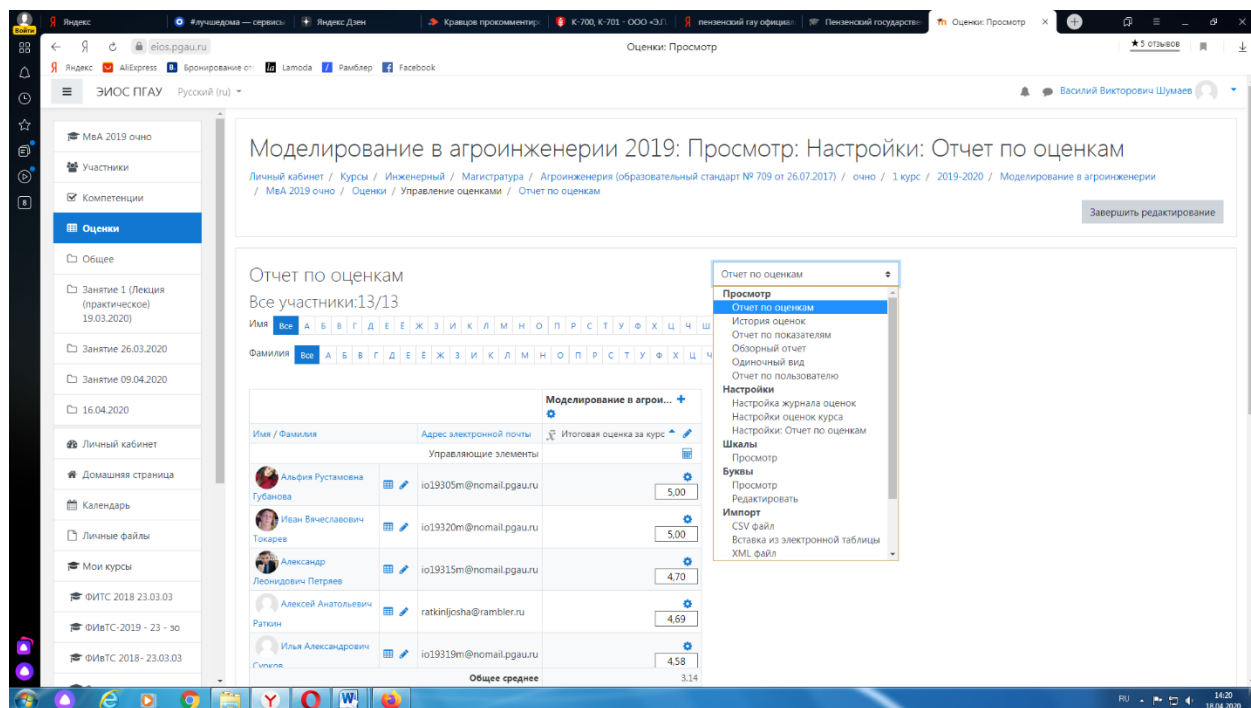 Яндекс
#лучшедома — сервисы
Яндекс Дзен
Кравцов прокомментир
К-700, К-701 - ООО «ЭЛ
пензенский гау официал
Пензенский государстве
Оценки: Просмотр
Войти
eios.pgau.ru
Оценки: Просмотр
★5 отзывов
Яндекс
AliExpress
Бронирование от
Lamoda
Рамблер
Facebook
ЭИОС ПГАУ
Русский (ru)
Василий Викторович Шумаев
МвА 2019 очно
Участники
Компетенции
Оценки
Общее
Занятие 1 (Лекция
(практическое)
19.03.2020)
Занятие 26.03.2020
Занятие 09.04.2020
16.04.2020
Личный кабинет
Домашняя страница
Календарь
Личные файлы
Мои курсы
ФИТС 2018 23.03.03
ФИвТС-2019 - 23 - зо
ФИвТС 2018- 23.03.03
Моделирование в агроинженерии 2019: Просмотр: Настройки: Отчет по оценкам
Личный кабинет / Курсы / Инженерный / Магистратура / Агроинженерия (образовательный стандарт № 709 от 26.07.2017) / очно / 1 курс / 2019-2020 / Моделирование в агроинженерии
/ МвА 2019 очно / Оценки / Управление оценками / Отчет по оценкам
Завершить редактирование
Отчет по оценкам
Все участники:13/13
Имя Все А Б В Г Д Е Ё Ж З И К Л М Н О П Р С Т У Ф Х Ц Ч Ш
Фамилия Все А Б В Г Д Е Ё Ж З И К Л М Н О П Р С Т У Ф Х Ц Ч
Моделирование в агрои...
Имя / Фамилия
Адрес электронной почты
Итоговая оценка за курс
Управляющие элементы
Альфия Рустамовна
Губанова
io19305m@nomail.pgau.ru
5,00
Иван Вячеславович
Токарев
io19320m@nomail.pgau.ru
5,00
Александр
Леонидович Петряев
io19315m@nomail.pgau.ru
4,70
Алексей Анатольевич
Раткин
ratkinljosha@rambler.ru
4,69
Илья Александрович
Сурков
io19319m@nomail.pgau.ru
4,58
Общее среднее
3,14
Отчет по оценкам
Просмотр
Отчет по оценкам
История оценок
Отчет по показателям
Обзорный отчет
Одиночный вид
Отчет по пользователю
Настройки
Настройка журнала оценок
Настройки оценок курса
Настройки: Отчет по оценкам
Шкалы
Просмотр
Буквы
Просмотр
Редактировать
Импорт
CSV файл
Вставка из электронной таблицы
XML файл
RU
14:20
18.04.2020